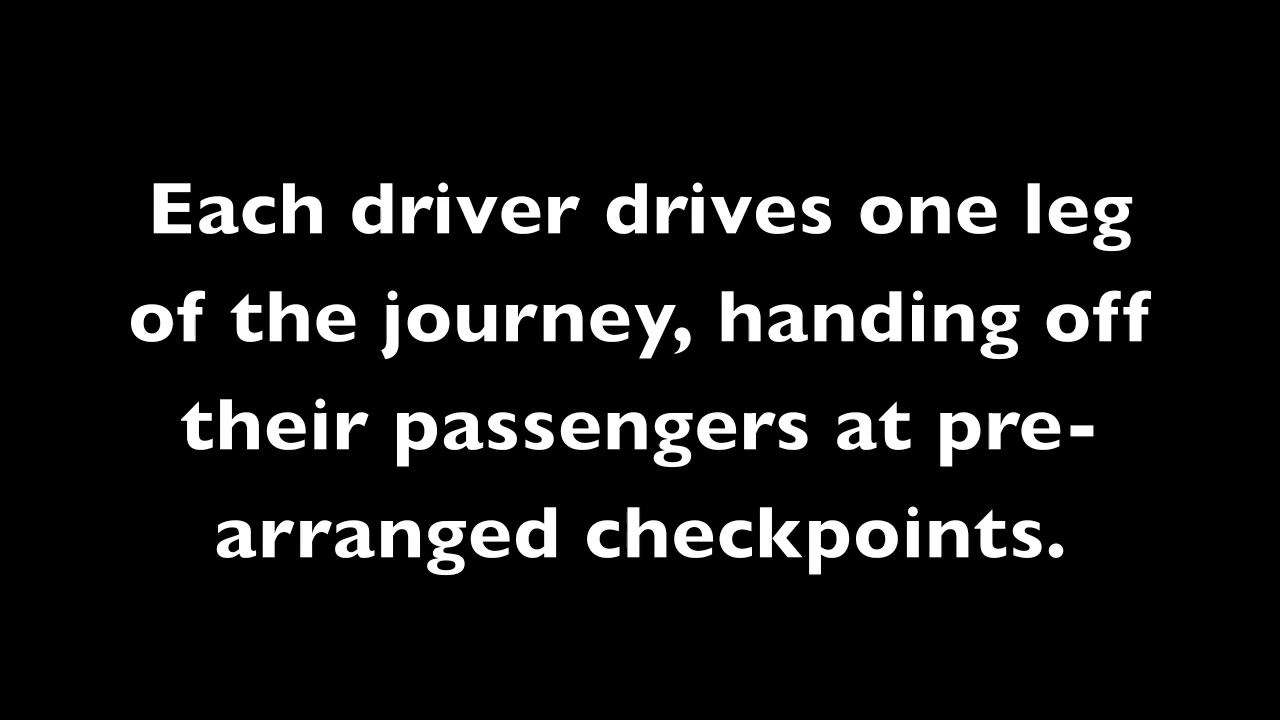 Each driver drives one leg
of the journey, handing off
their passengers at pre-
arranged checkpoints.